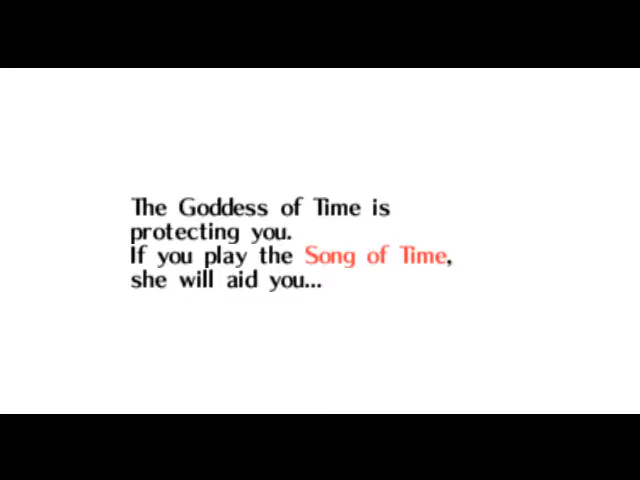 The Goddess of Time is
protecting you.
If you play the Song of Time,
she will aid you...